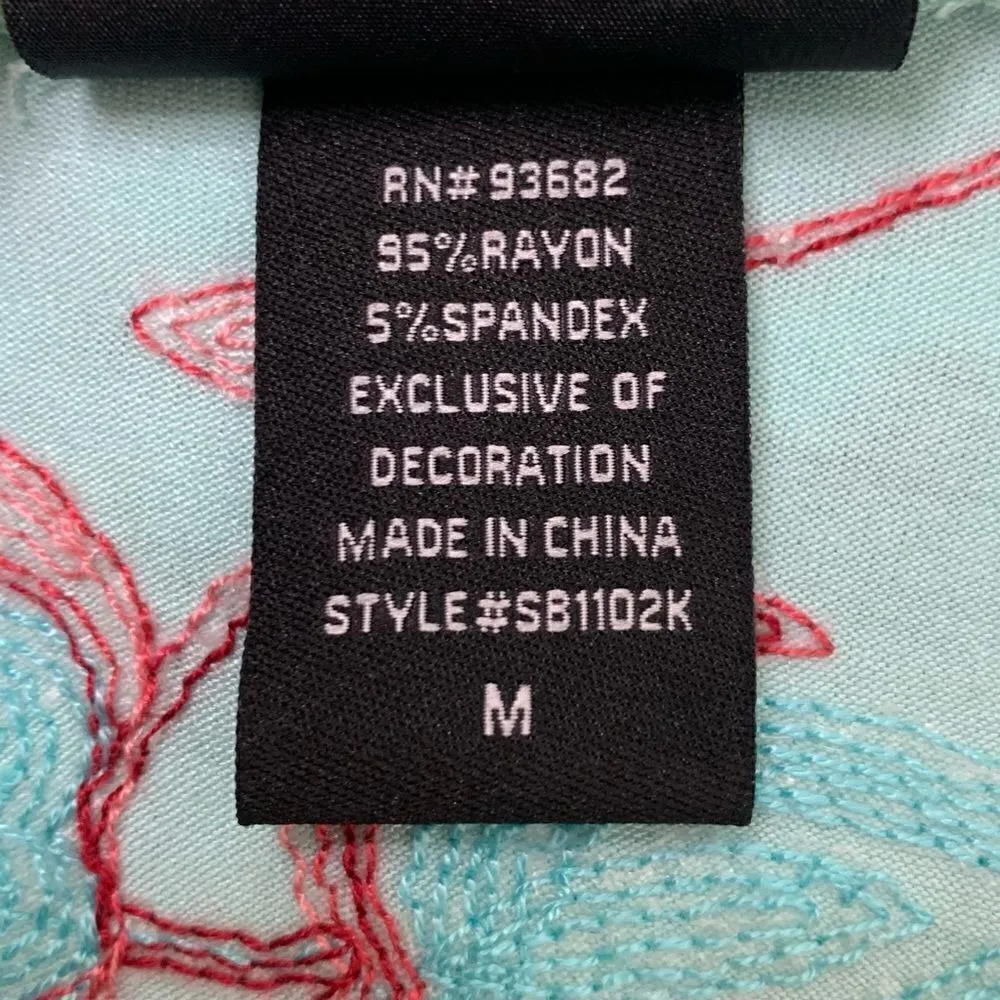 RN#93682
95%RAYON
5%SPANDEX
EXCLUSIVE OF
DECORATION
MADE IN CHINA
STYLE#SB1102K
M